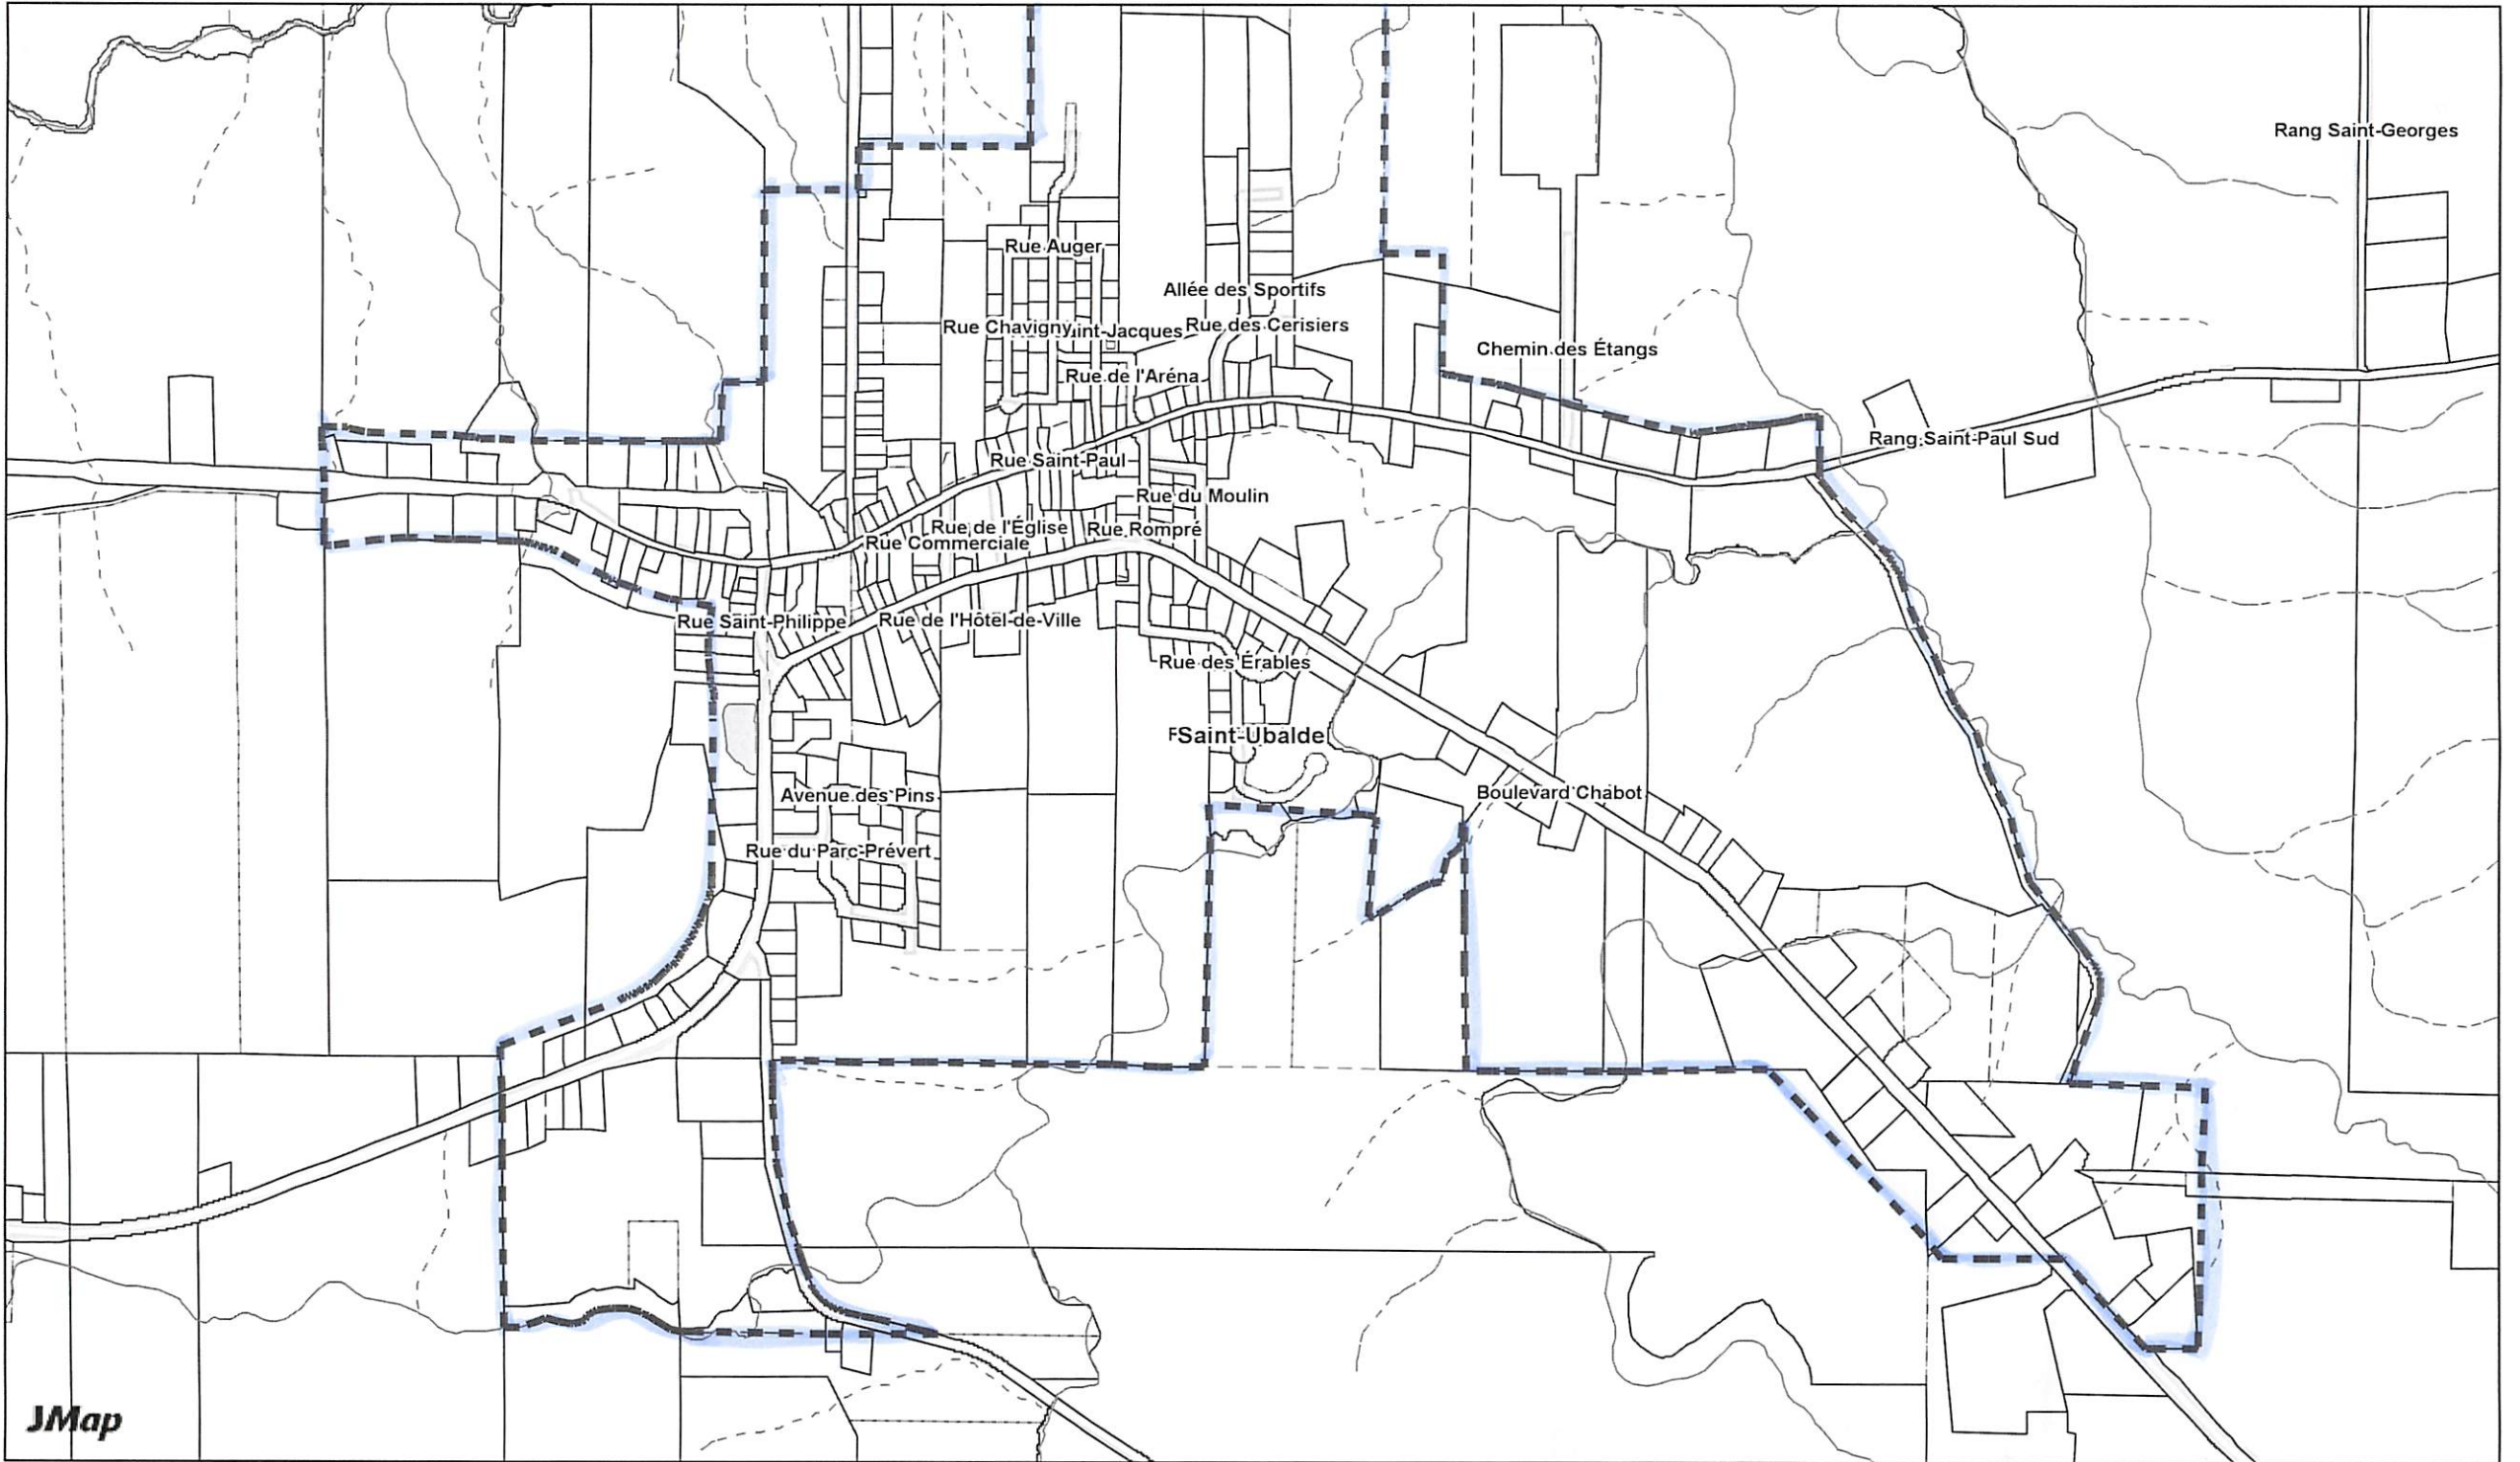 Rang Saint-Georges
Rue Auger
Allée des Sportifs
Rue Chavigny
int-Jacques
Rue des Cerisiers
Chemin des Étangs
Rue de l'Aréna
Rang Saint-Paul Sud
Rue Saint-Paul
Rue du Moulin
Rue de l'Église
Rue Rompré
Rue Commerciale
Rue Saint-Philippe
Rue de l'Hôtel-de-Ville
Rue des Érables
F
Saint-Ubalde
Boulevard Chabot
Avenue des Pins
Rue du Parc-Prévert
JMap